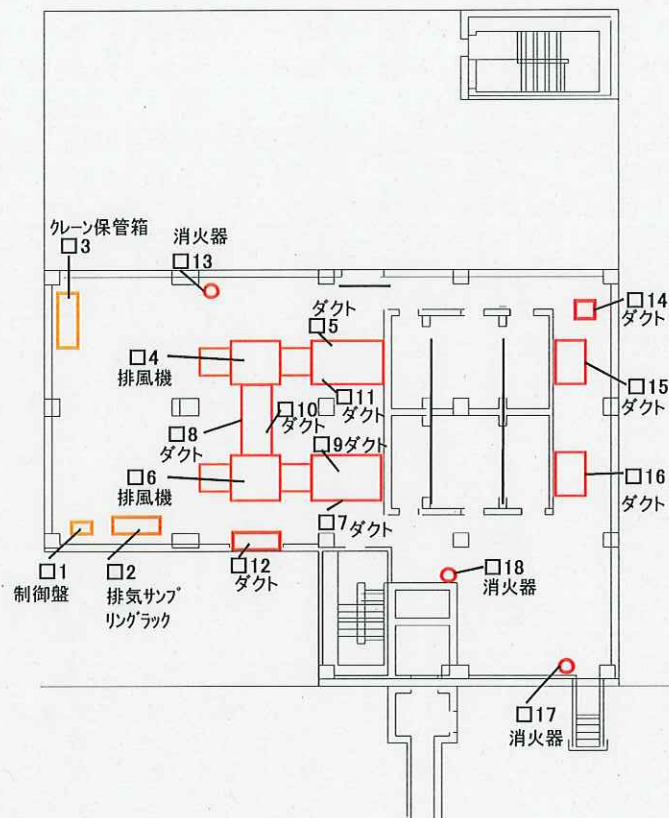 クレーン保管箱
□3
消火器
□13
ダクト
□5
□14
ダクト
□4
排風機
□15
ダクト
□11
ダクト
□10
ダクト
□8
ダクト
□9ダクト
□6
排風機
□16
ダクト
□7ダクト
□1
制御盤
□2
排気サンプ
リングラック
□12
ダクト
□18
消火器
□17
消火器